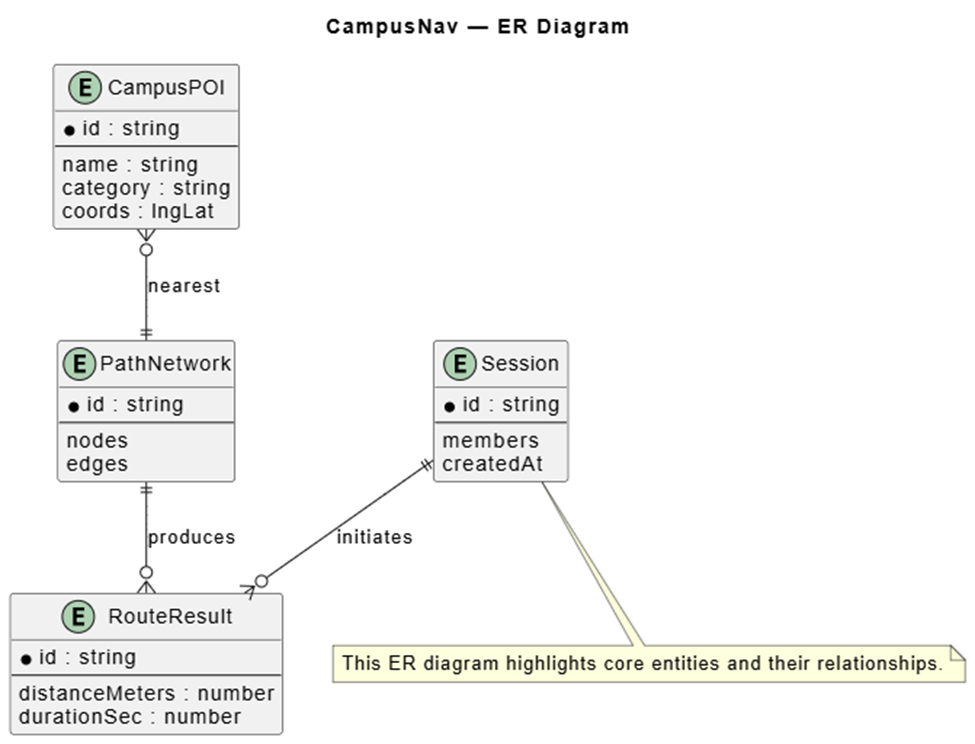 CampusNav — ER Diagram
E CampusPOI
id : string
name : string
category : string
coords : lngLat
nearest
E PathNetwork
id : string
nodes
edges
E Session
id : string
members
createdAt
produces
initiates
E RouteResult
id : string
distanceMeters : number
durationSec : number
This ER diagram highlights core entities and their relationships.